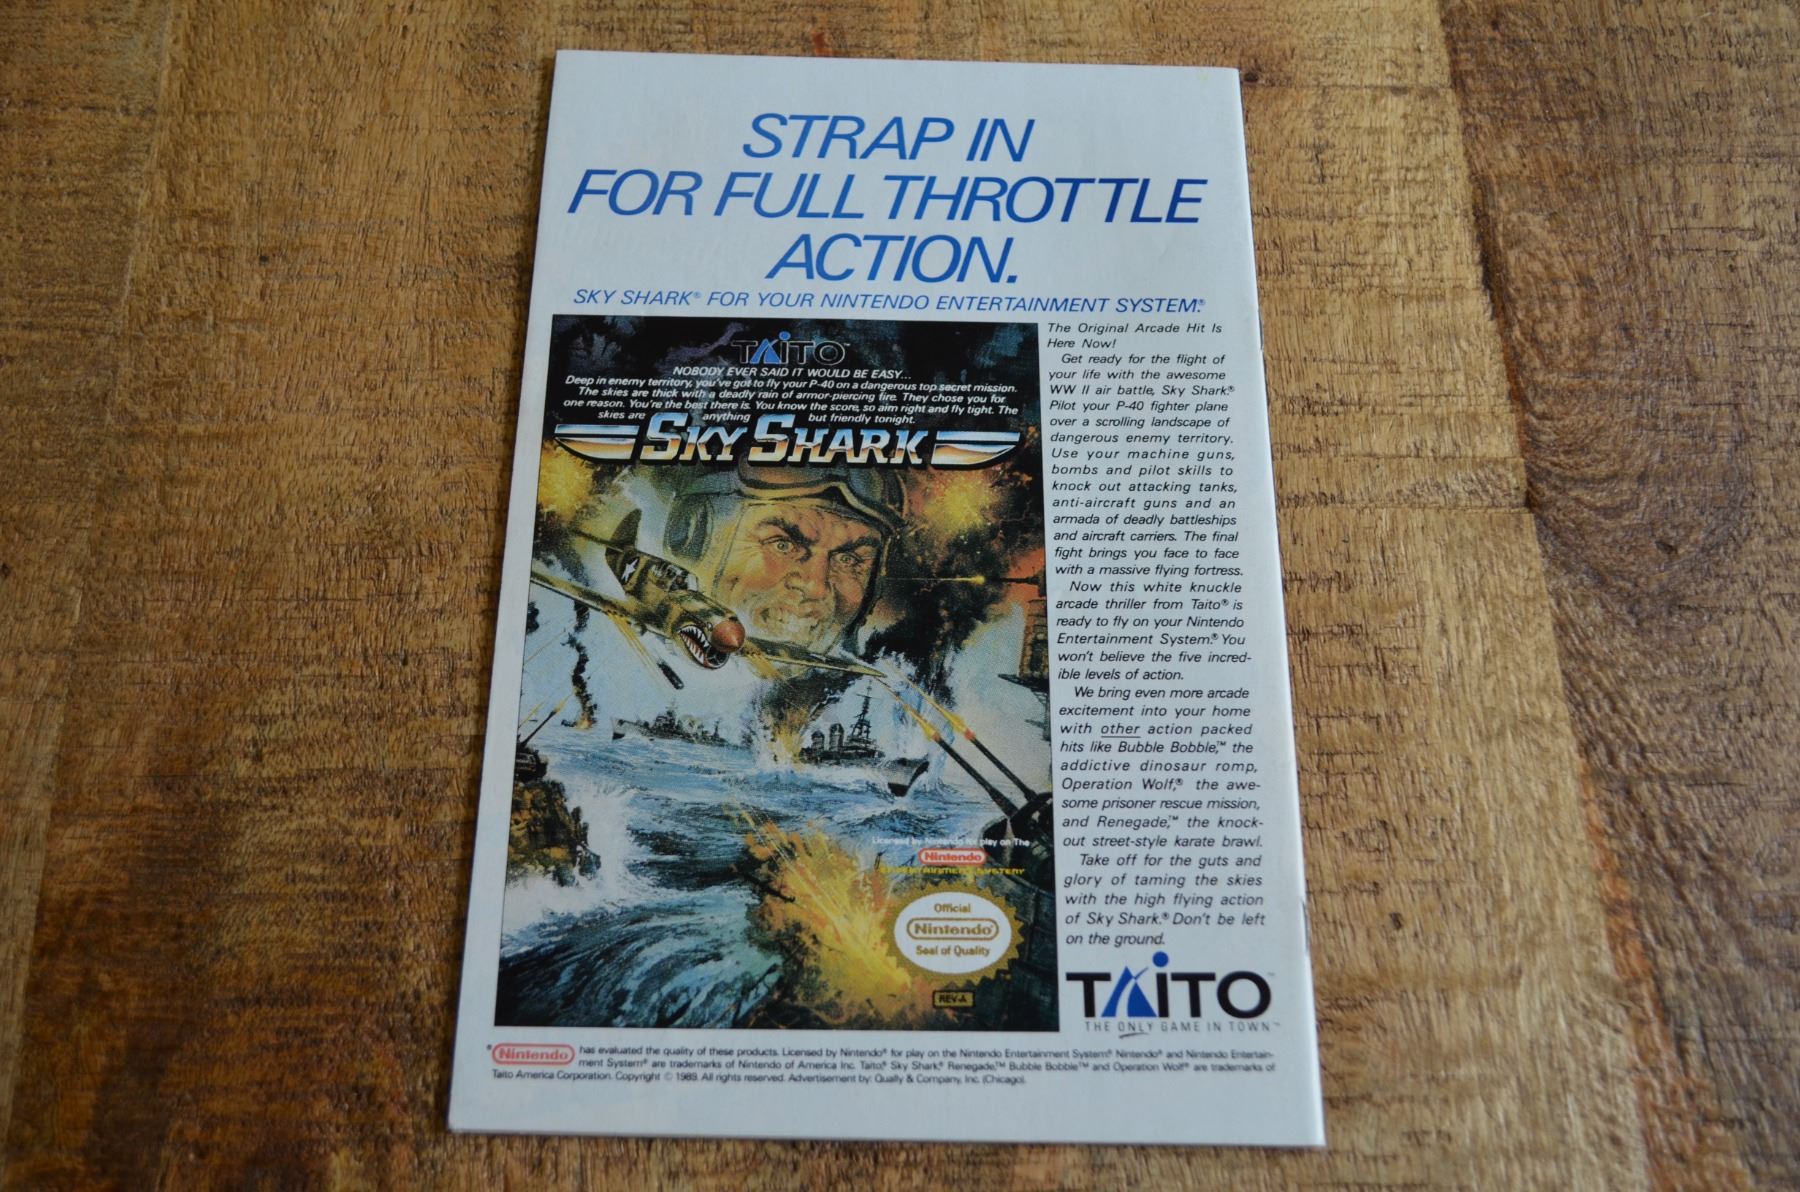 STRAP IN
FOR FULL THROTTLE
ACTION.
SKY SHARK® FOR YOUR NINTENDO ENTERTAINMENT SYSTEM®
TAITO™
NOBODY EVER SAID IT WOULD BE EASY...
Deep in enemy territory, you've got to fly your P-40 on a dangerous top secret mission.
The skies are thick with a deadly rain of armor-piercing fire. They chose you for
one reason. You're the best there is. You know the score, so aim right and fly tight. The
skies are anything but friendly tonight.
SKY SHARK
Licensed by Nintendo for play on The
Nintendo
ENTERTAINMENT SYSTEM
Official
Nintendo®
Seal of Quality
REV-A
The Original Arcade Hit Is
Here Now!
Get ready for the flight of
your life with the awesome
WW II air battle, Sky Shark®.
Pilot your P-40 fighter plane
over a scrolling landscape of
dangerous enemy territory.
Use your machine guns,
bombs and pilot skills to
knock out attacking tanks,
anti-aircraft guns and an
armada of deadly battleships
and aircraft carriers. The final
fight brings you face to face
with a massive flying fortress.
Now this white knuckle
arcade thriller from Taito® is
ready to fly on your Nintendo
Entertainment System®. You
won't believe the five incred-
ible levels of action.
We bring even more arcade
excitement into your home
with other action packed
hits like Bubble Bobble,™ the
addictive dinosaur romp,
Operation Wolf,® the awe-
some prisoner rescue mission,
and Renegade,™ the knock-
out street-style karate brawl.
Take off for the guts and
glory of taming the skies
with the high flying action
of Sky Shark.® Don't be left
on the ground.
TAITO™
THE ONLY GAME IN TOWN™
® Nintendo has evaluated the quality of these products. Licensed by Nintendo® for play on the Nintendo Entertainment System®. Nintendo® and Nintendo Entertain-
ment System® are trademarks of Nintendo of America Inc. Taito,® Sky Shark,® Renegade,™ Bubble Bobble™ and Operation Wolf® are trademarks of
Taito America Corporation. Copyright © 1989. All rights reserved. Advertisement by: Qually & Company, Inc. (Chicago).